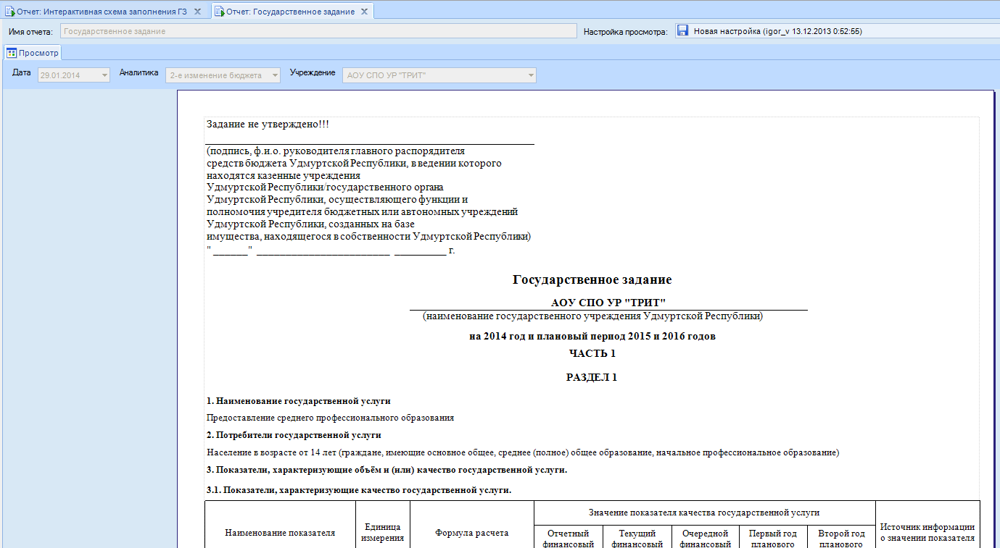 Отчет: Интерактивная схема заполнения ГЗ
Отчет: Государственное задание
Имя отчета: Государственное задание
Настройка просмотра: Новая настройка (igor_v 13.12.2013 0:52:55)
Просмотр
Дата 29.01.2014 Аналитика 2-е изменение бюджета Учреждение АОУ СПО УР "ТРИТ"
Задание не утверждено!!!
(подпись, ф.и.о. руководителя главного распорядителя
средств бюджета Удмуртской Республики, в ведении которого
находятся казенные учреждения
Удмуртской Республики/государственного органа
Удмуртской Республики, осуществляющего функции и
полномочия учредителя бюджетных или автономных учреждений
Удмуртской Республики, созданных на базе
имущества, находящегося в собственности Удмуртской Республики)
" ______" _______________________ _________ г.
Государственное задание
АОУ СПО УР "ТРИТ"
(наименование государственного учреждения Удмуртской Республики)
на 2014 год и плановый период 2015 и 2016 годов
ЧАСТЬ 1
РАЗДЕЛ 1
1. Наименование государственной услуги
Предоставление среднего профессионального образования
2. Потребители государственной услуги
Население в возрасте от 14 лет (граждане, имеющие основное общее, среднее (полное) общее образование, начальное профессиональное образование)
3. Показатели, характеризующие объём и (или) качество государственной услуги.
3.1. Показатели, характеризующие качество государственной услуги.
Наименование показателя
Единица
измерения
Формула расчета
Значение показателя качества государственной услуги
Отчетный
финансовый
Текущий
финансовый
Очередной
финансовый
Первый год
планового
Второй год
планового
Источник информации
о значении показателя